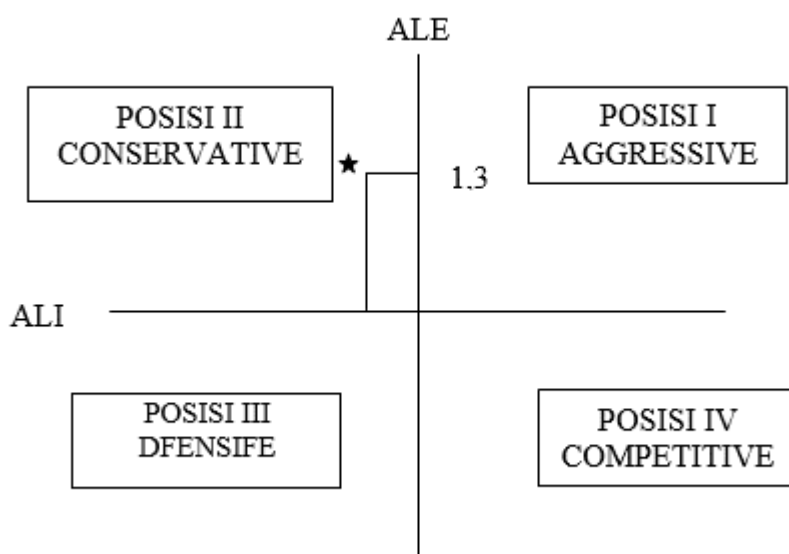 ALE
POSISI II
CONSERVATIVE
POSISI I
AGGRESSIVE
1.3
ALI
POSISI III
DFENSIFE
POSISI IV
COMPETITIVE